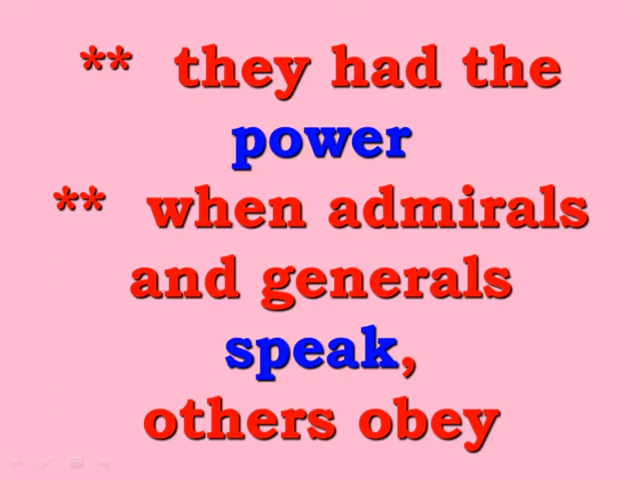 ** they had the
power
** when admirals
and generals
speak,
others obey